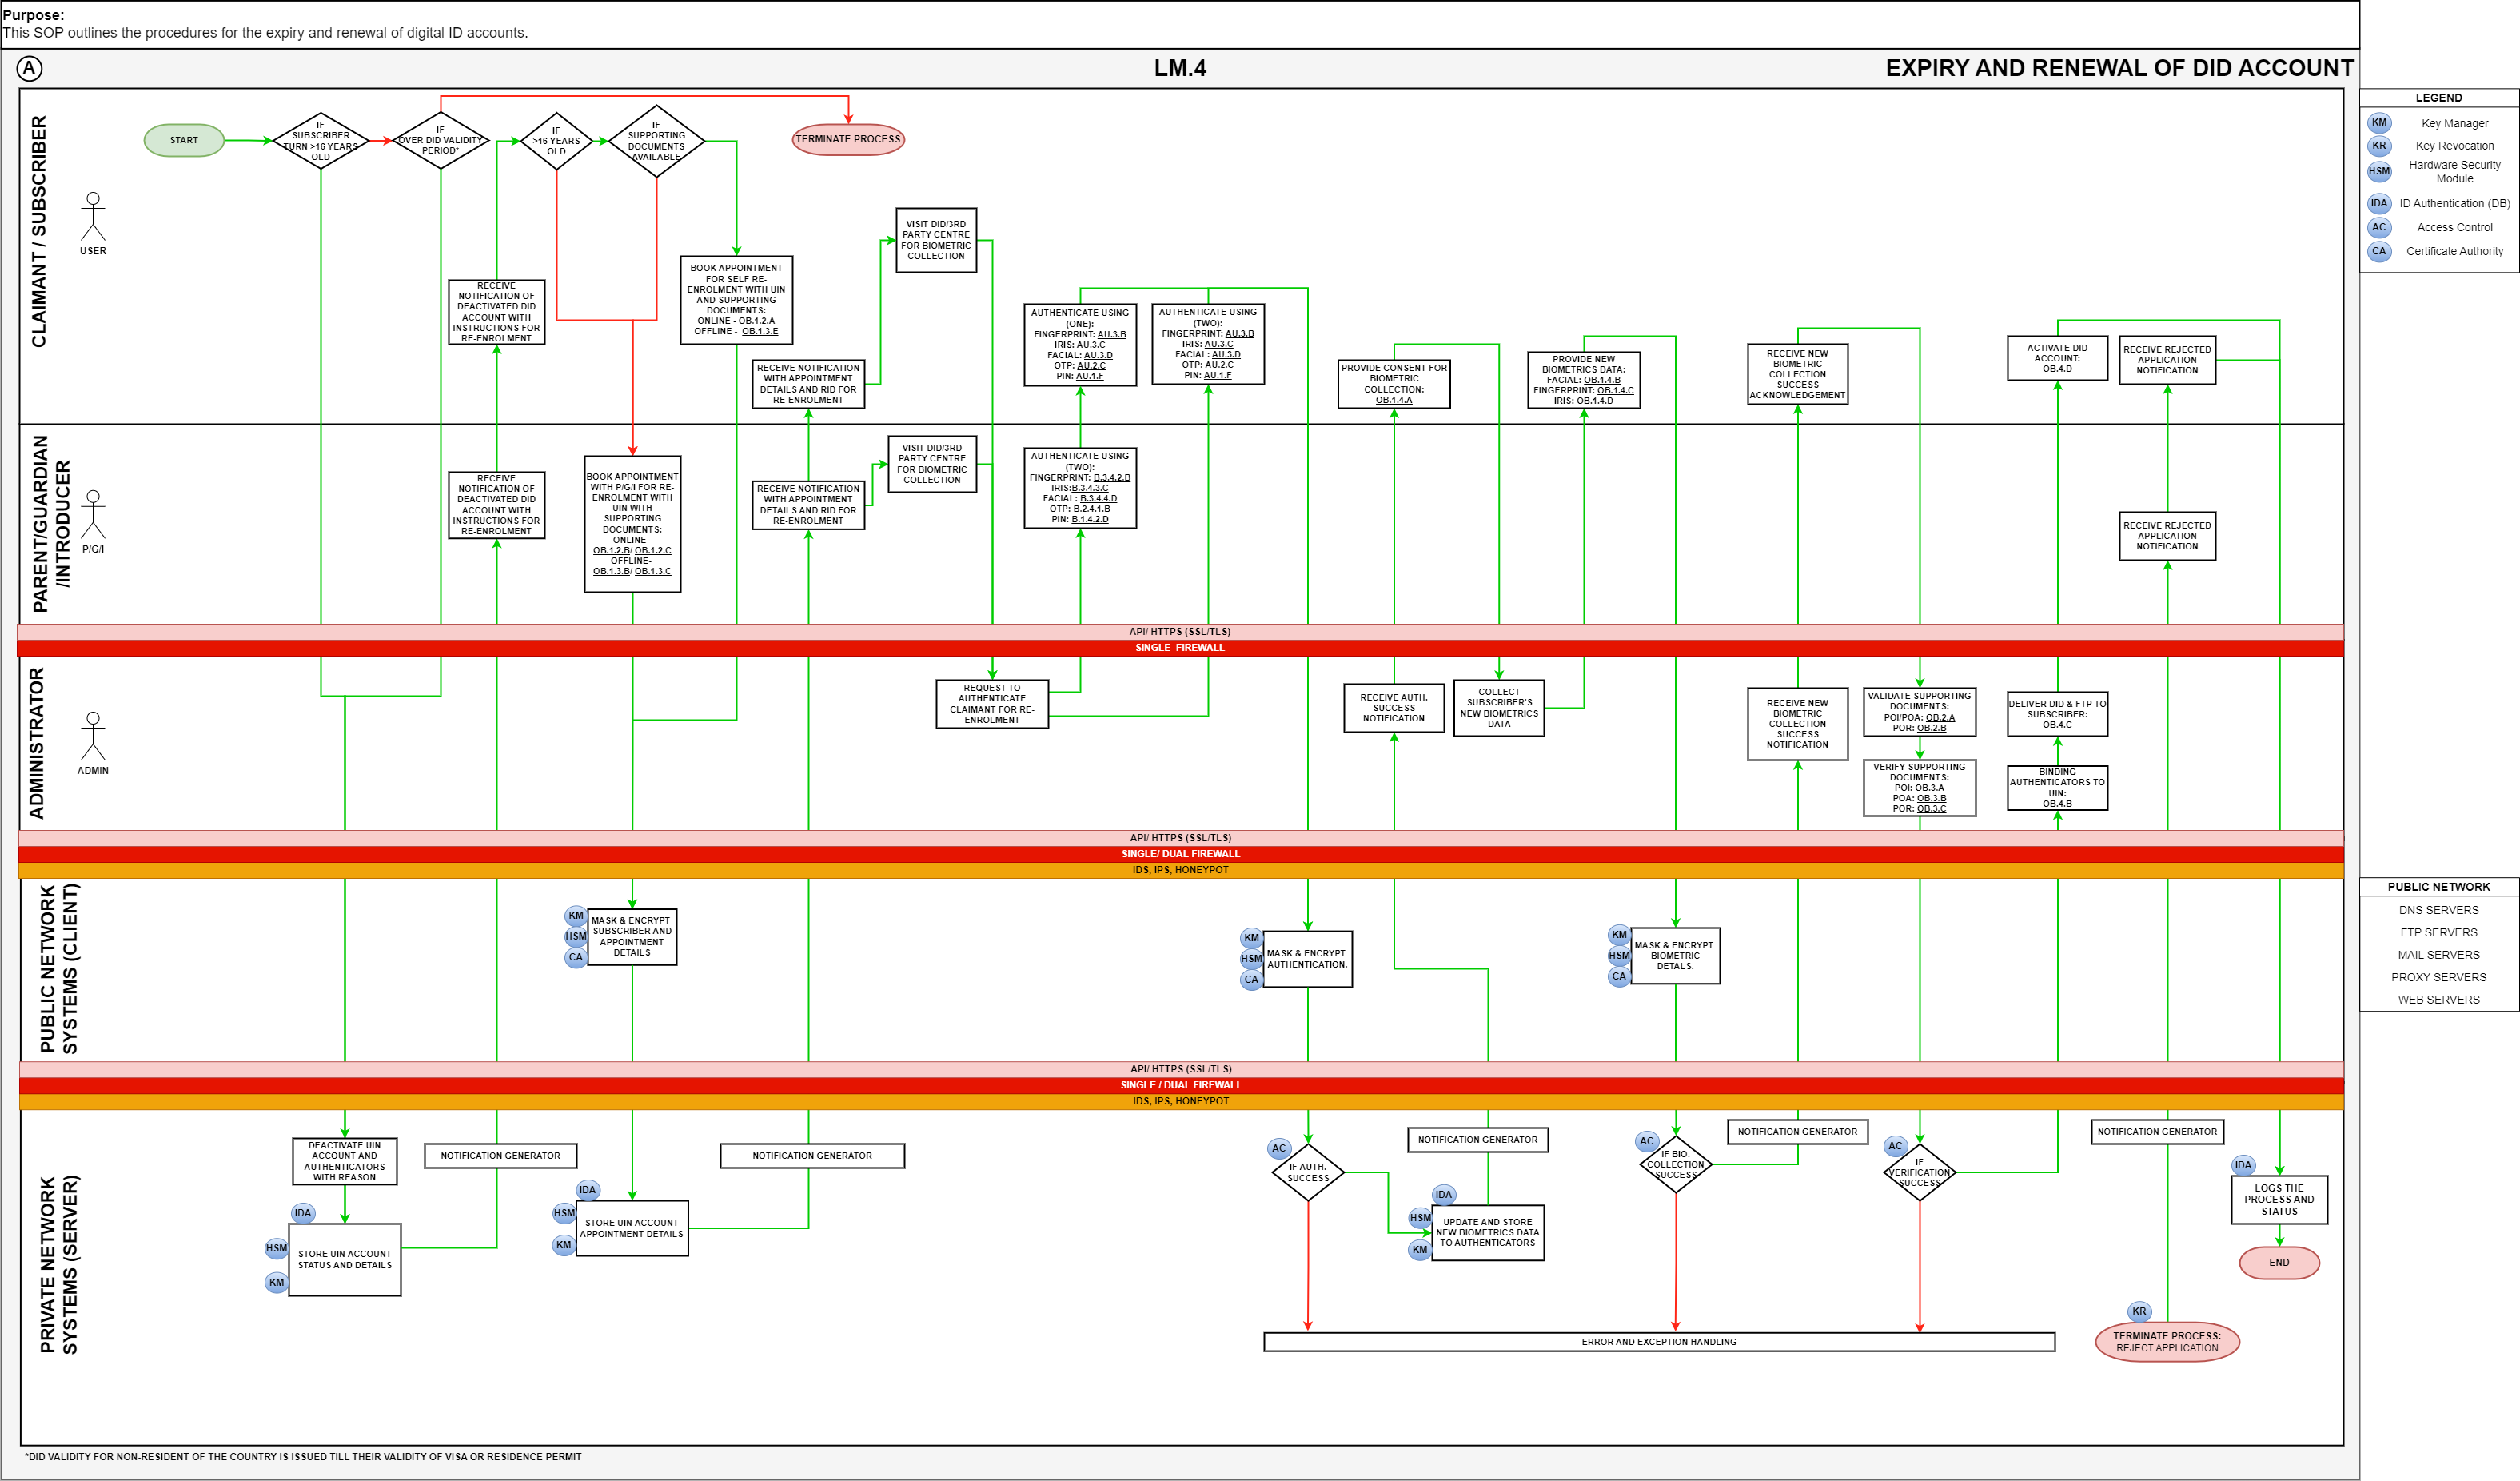 Purpose:
This SOP outlines the procedures for the expiry and renewal of digital ID accounts.
A
LM.4
EXPIRY AND RENEWAL OF DID ACCOUNT
LEGEND
KM
Key Manager
KR
Key Revocation
HSM
Hardware Security
Module
IDA
ID Authentication (DB)
AC
Access Control
CA
Certificate Authority
CLAIMANT / SUBSCRIBER
USER
START
IF
SUBSCRIBER
TURN >16 YEARS
OLD
IF
OVER DID VALIDITY
PERIOD*
IF
>16 YEARS
OLD
IF
SUPPORTING
DOCUMENTS
AVAILABLE
TERMINATE PROCESS
RECEIVE
NOTIFICATION OF
DEACTIVATED DID
ACCOUNT WITH
INSTRUCTIONS FOR
RE-ENROLMENT
BOOK APPOINTMENT
FOR SELF RE-
ENROLMENT WITH UIN
AND SUPPORTING
DOCUMENTS:
ONLINE - OB.1.2.A
OFFLINE - OB.1.3.E
RECEIVE NOTIFICATION
WITH APPOINTMENT
DETAILS AND RID FOR
RE-ENROLMENT
VISIT DID/3RD
PARTY CENTRE
FOR BIOMETRIC
COLLECTION
AUTHENTICATE USING
(ONE):
FINGERPRINT: AU.3.B
IRIS: AU.3.C
FACIAL: AU.3.D
OTP: AU.2.C
PIN: AU.1.F
AUTHENTICATE USING
(TWO):
FINGERPRINT: AU.3.B
IRIS: AU.3.C
FACIAL: AU.3.D
OTP: AU.2.C
PIN: AU.1.F
PROVIDE CONSENT FOR
BIOMETRIC
COLLECTION:
OB.1.4.A
PROVIDE NEW
BIOMETRICS DATA:
FACIAL: OB.1.4.B
FINGERPRINT: OB.1.4.C
IRIS: OB.1.4.D
RECEIVE NEW
BIOMETRIC
COLLECTION
SUCCESS
ACKNOWLEDGEMENT
ACTIVATE DID
ACCOUNT:
OB.4.D
RECEIVE REJECTED
APPLICATION
NOTIFICATION
PARENT/GUARDIAN
/INTRODUCER
P/G/I
RECEIVE
NOTIFICATION OF
DEACTIVATED DID
ACCOUNT WITH
INSTRUCTIONS FOR
RE-ENROLMENT
BOOK APPOINTMENT
WITH P/G/I FOR RE-
ENROLMENT WITH
UIN WITH
SUPPORTING
DOCUMENTS:
ONLINE-
OB.1.2.B/ OB.1.2.C
OFFLINE-
OB.1.3.B/ OB.1.3.C
RECEIVE NOTIFICATION
WITH APPOINTMENT
DETAILS AND RID FOR
RE-ENROLMENT
VISIT DID/3RD
PARTY CENTRE
FOR BIOMETRIC
COLLECTION
AUTHENTICATE USING
(TWO):
FINGERPRINT: B.3.4.2.B
IRIS:B.3.4.3.C
FACIAL: B.3.4.4.D
OTP: B.2.4.1.B
PIN: B.1.4.2.D
RECEIVE REJECTED
APPLICATION
NOTIFICATION
API/ HTTPS (SSL/TLS)
SINGLE FIREWALL
ADMINISTRATOR
ADMIN
REQUEST TO
AUTHENTICATE
CLAIMANT FOR RE-
ENROLMENT
RECEIVE AUTH.
SUCCESS
NOTIFICATION
COLLECT
SUBSCRIBER'S
NEW BIOMETRICS
DATA
RECEIVE NEW
BIOMETRIC
COLLECTION
SUCCESS
NOTIFICATION
VALIDATE SUPPORTING
DOCUMENTS:
POI/POA: OB.2.A
POR: OB.2.B
VERIFY SUPPORTING
DOCUMENTS:
POI: OB.3.A
POA: OB.3.B
POR: OB.3.C
DELIVER DID & FTP TO
SUBSCRIBER:
OB.4.C
BINDING
AUTHENTICATORS TO
UIN:
OB.4.B
API/ HTTPS (SSL/TLS)
SINGLE/ DUAL FIREWALL
IDS, IPS, HONEYPOT
PUBLIC NETWORK
SYSTEMS (CLIENT)
KM
HSM
CA
MASK & ENCRYPT
SUBSCRIBER AND
APPOINTMENT
DETAILS
KM
HSM
CA
MASK & ENCRYPT
AUTHENTICATION.
KM
HSM
CA
MASK & ENCRYPT
BIOMETRIC
DETALS.
PUBLIC NETWORK
DNS SERVERS
FTP SERVERS
MAIL SERVERS
PROXY SERVERS
WEB SERVERS
API/ HTTPS (SSL/TLS)
SINGLE / DUAL FIREWALL
IDS, IPS, HONEYPOT
PRIVATE NETWORK
SYSTEMS (SERVER)
DEACTIVATE UIN
ACCOUNT AND
AUTHENTICATORS
WITH REASON
IDA
HSM
KM
STORE UIN ACCOUNT
STATUS AND DETAILS
NOTIFICATION GENERATOR
IDA
HSM
KM
STORE UIN ACCOUNT
APPOINTMENT DETAILS
NOTIFICATION GENERATOR
AC
IF AUTH.
SUCCESS
NOTIFICATION GENERATOR
IDA
HSM
KM
UPDATE AND STORE
NEW BIOMETRICS DATA
TO AUTHENTICATORS
AC
IF BIO.
COLLECTION
SUCCESS
NOTIFICATION GENERATOR
AC
IF
VERIFICATION
SUCCESS
NOTIFICATION GENERATOR
IDA
LOGS THE
PROCESS AND
STATUS
END
KR
TERMINATE PROCESS:
REJECT APPLICATION
ERROR AND EXCEPTION HANDLING
*DID VALIDITY FOR NON-RESIDENT OF THE COUNTRY IS ISSUED TILL THEIR VALIDITY OF VISA OR RESIDENCE PERMIT